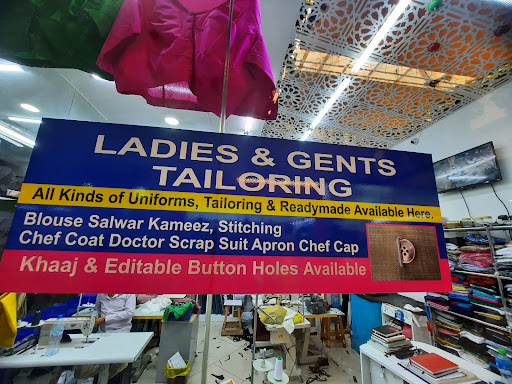 LADIES & GENTS
TAILORING
All Kinds of Uniforms, Tailoring & Readymade Available Here.
Blouse Salwar Kameez, Stitching
Chef Coat Doctor Scrap Suit Apron Chef Cap
Khaaj & Editable Button Holes Available